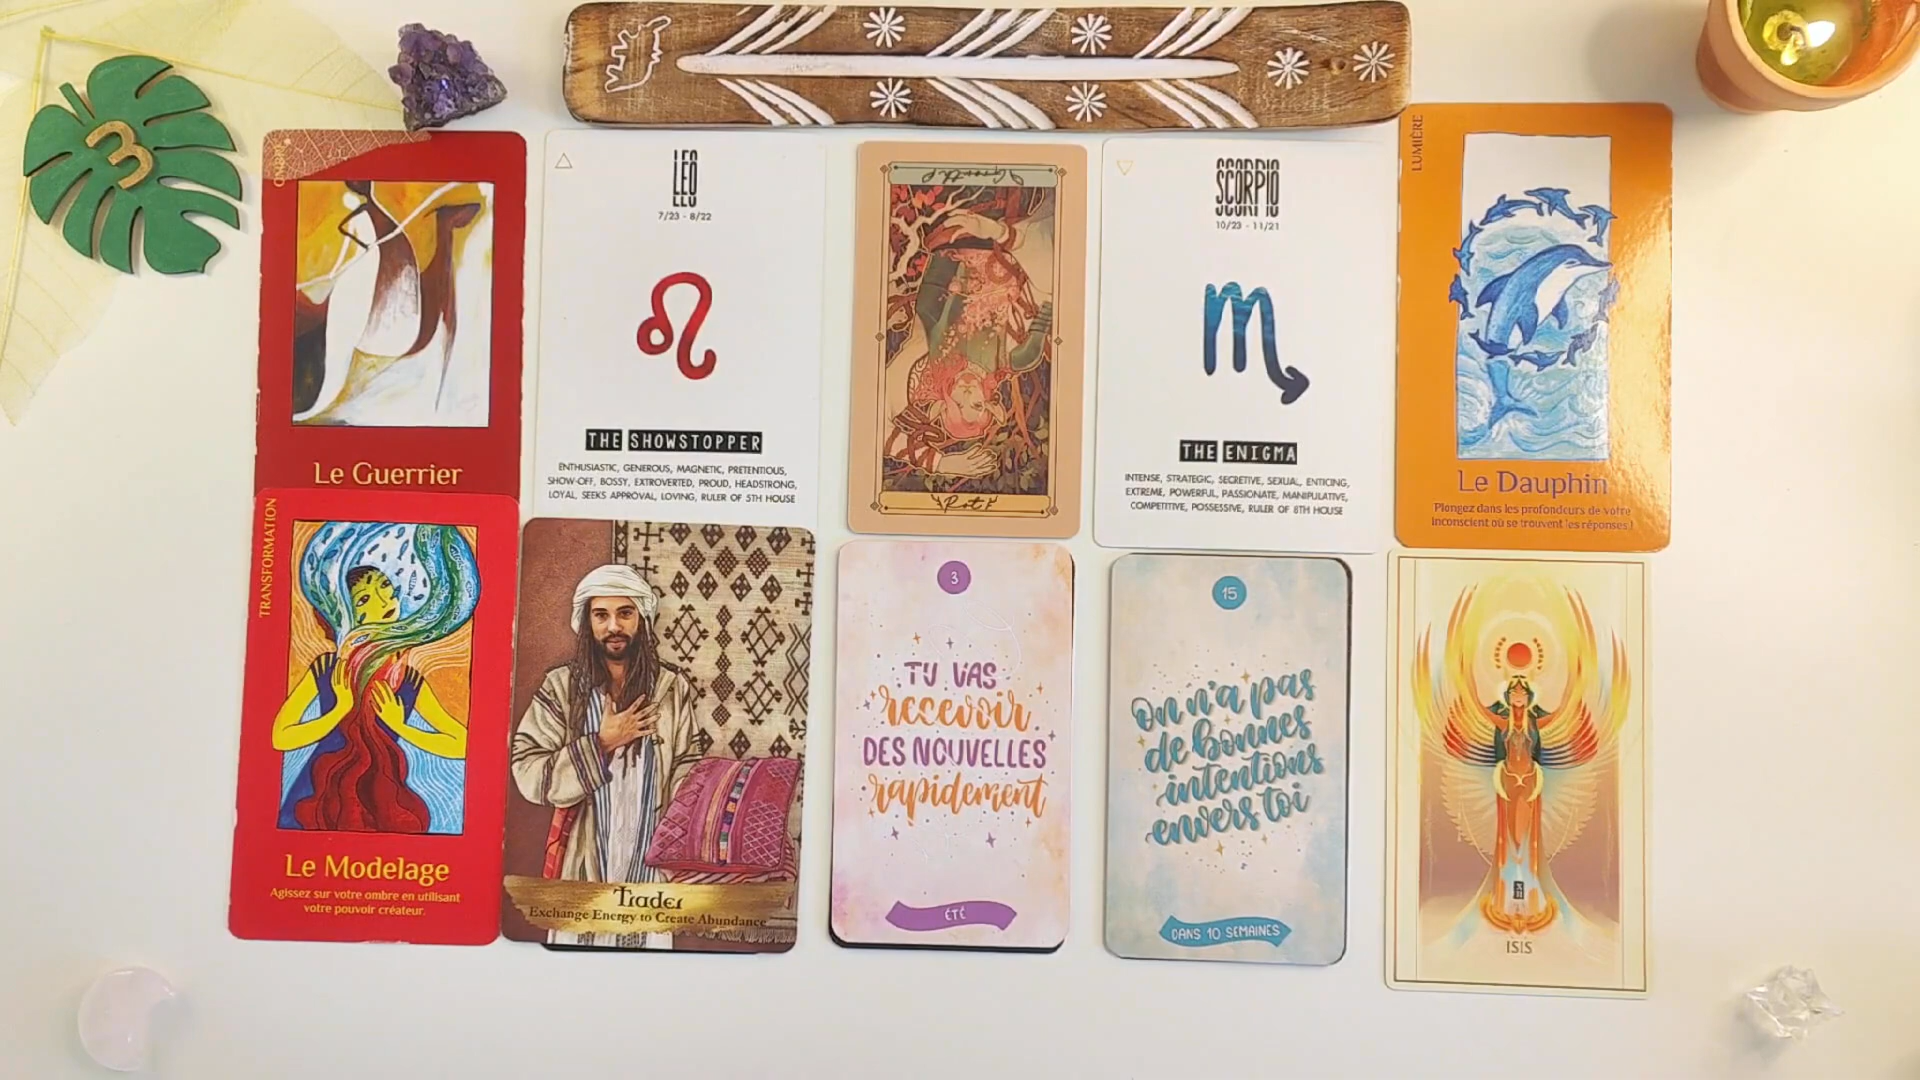 3
OMBRE
Le Guerrier
LEO
7/23 - 8/22
THE SHOWSTOPPER
ENTHUSIASTIC, GENEROUS, MAGNETIC, PRETENTIOUS,
SHOW-OFF, BOSSY, EXTROVERTED, PROUD, HEADSTRONG,
LOYAL, SEEKS APPROVAL, LOVING, RULER OF 5TH HOUSE
Growth
Rot
SCORPIO
10/23 - 11/21
THE ENIGMA
INTENSE, STRATEGIC, SECRETIVE, SEXUAL, ENTICING,
EXTREME, POWERFUL, PASSIONATE, MANIPULATIVE,
COMPETITIVE, POSSESSIVE, RULER OF 8TH HOUSE
LUMIÈRE
Le Dauphin
Plongez dans les profondeurs de votre
inconscient où se trouvent les réponses !
TRANSFORMATION
Le Modelage
Agissez sur votre ombre en utilisant
votre pouvoir créateur.
Trader
Exchange Energy to Create Abundance
3
TU VAS
recevoir
DES NOUVELLES
rapidement
ÉTÉ
15
On n'a pas
de bonnes
intentions
envers toi
DANS 10 SEMAINES
ISIS